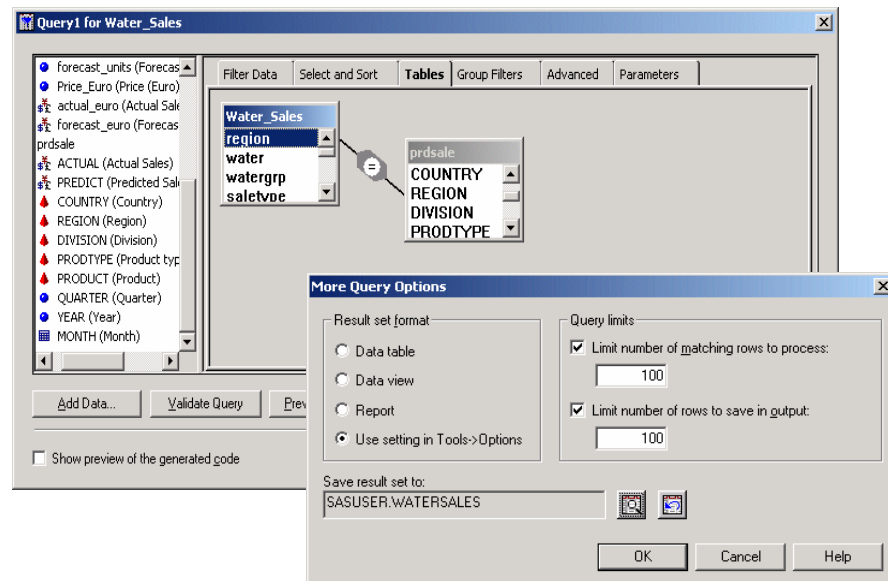 Query1 for Water_Sales
forecast_units (Forecas
Price_Euro (Price (Euro)
actual_euro (Actual Sale
forecast_euro (Forecas
prdsale
ACTUAL (Actual Sales)
PREDICT (Predicted Sale
COUNTRY (Country)
REGION (Region)
DIVISION (Division)
PRODTYPE (Product typ
PRODUCT (Product)
QUARTER (Quarter)
YEAR (Year)
MONTH (Month)
Filter Data Select and Sort Tables Group Filters Advanced Parameters
Water_Sales
region
water
watergrp
saletype
=
prdsale
COUNTRY
REGION
DIVISION
PRODTYPE
Add Data... Validate Query Prev
Show preview of the generated code
More Query Options
Result set format
Data table
Data view
Report
Use setting in Tools->Options
Query limits
Limit number of matching rows to process:
100
Limit number of rows to save in output:
100
Save result set to:
SASUSER.WATERSALES
OK Cancel Help